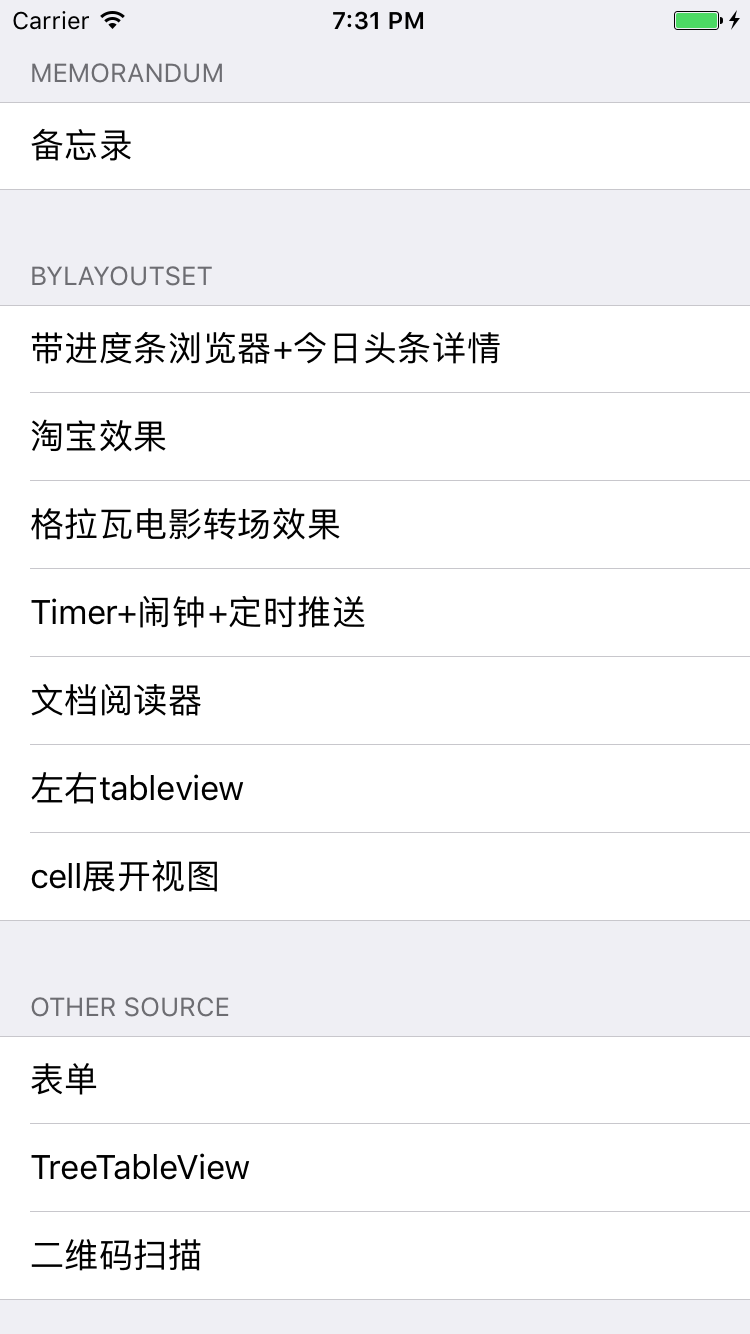 Carrier 7:31 PM
MEMORANDUM
备忘录
BYLAYOUTSET
带进度条浏览器+今日头条详情
淘宝效果
格拉瓦电影转场效果
Timer+闹钟+定时推送
文档阅读器
左右tableview
cell展开视图
OTHER SOURCE
表单
TreeTableView
二维码扫描